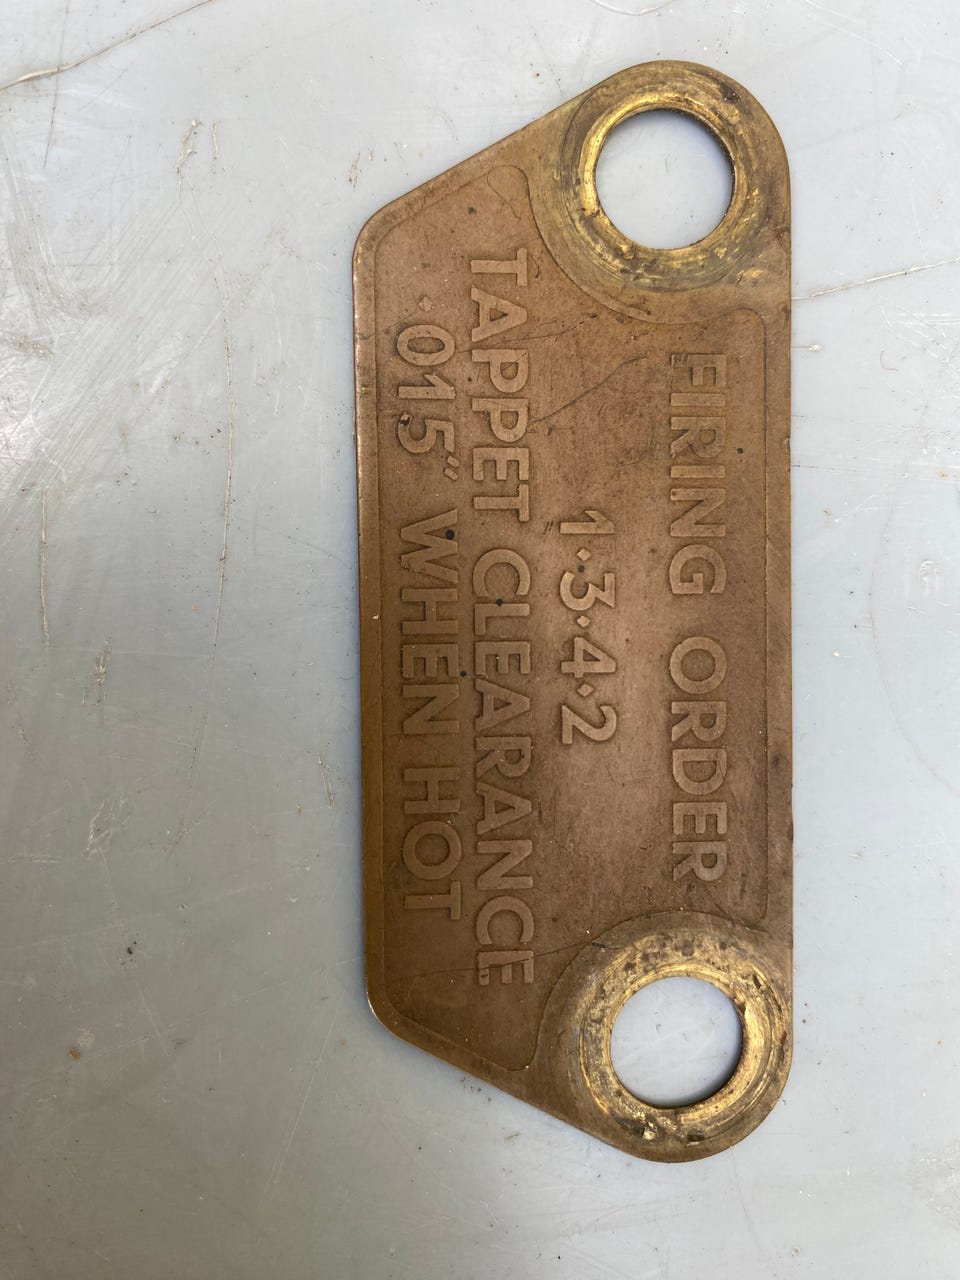 FIRING ORDER
1·3·4·2
TAPPET CLEARANCE
·015" WHEN HOT